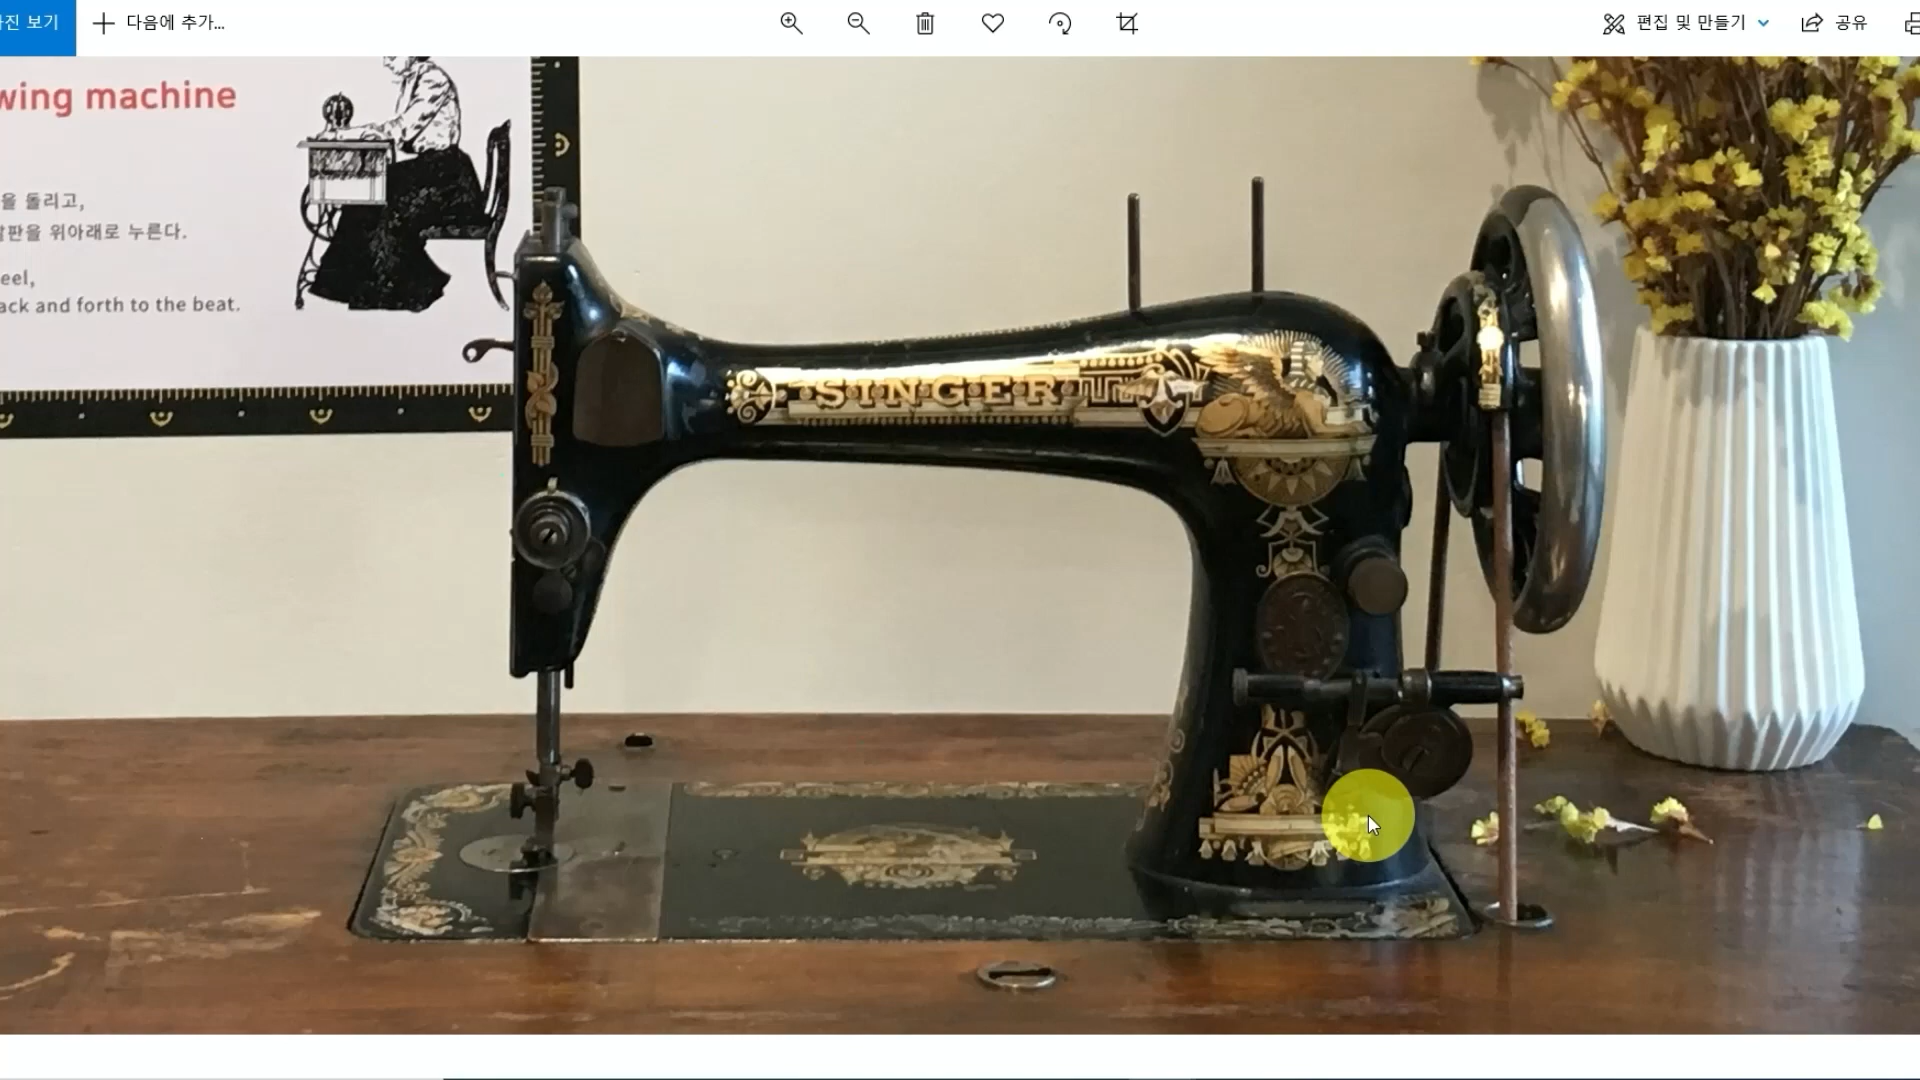 진 보기
다음에 추가...
편집 및 만들기
공유
wing machine
을 돌리고,
발판을 위아래로 누른다.
eel,
ack and forth to the beat.
SINGER